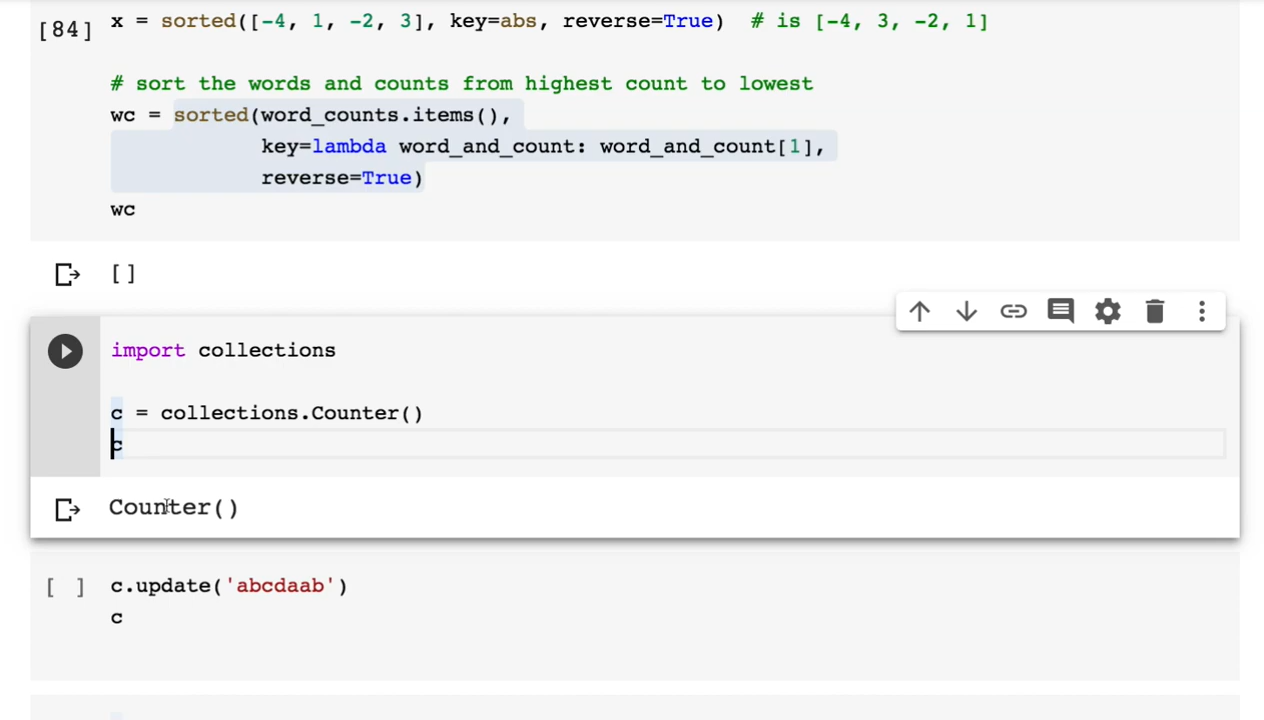 [84] x = sorted([-4, 1, -2, 3], key=abs, reverse=True)  # is [-4, 3, -2, 1]
# sort the words and counts from highest count to lowest
wc = sorted(word_counts.items(),
key=lambda word_and_count: word_and_count[1],
reverse=True)
wc
[]
import collections
c = collections.Counter()
c
Counter()
[ ] c.update('abcdaab')
c